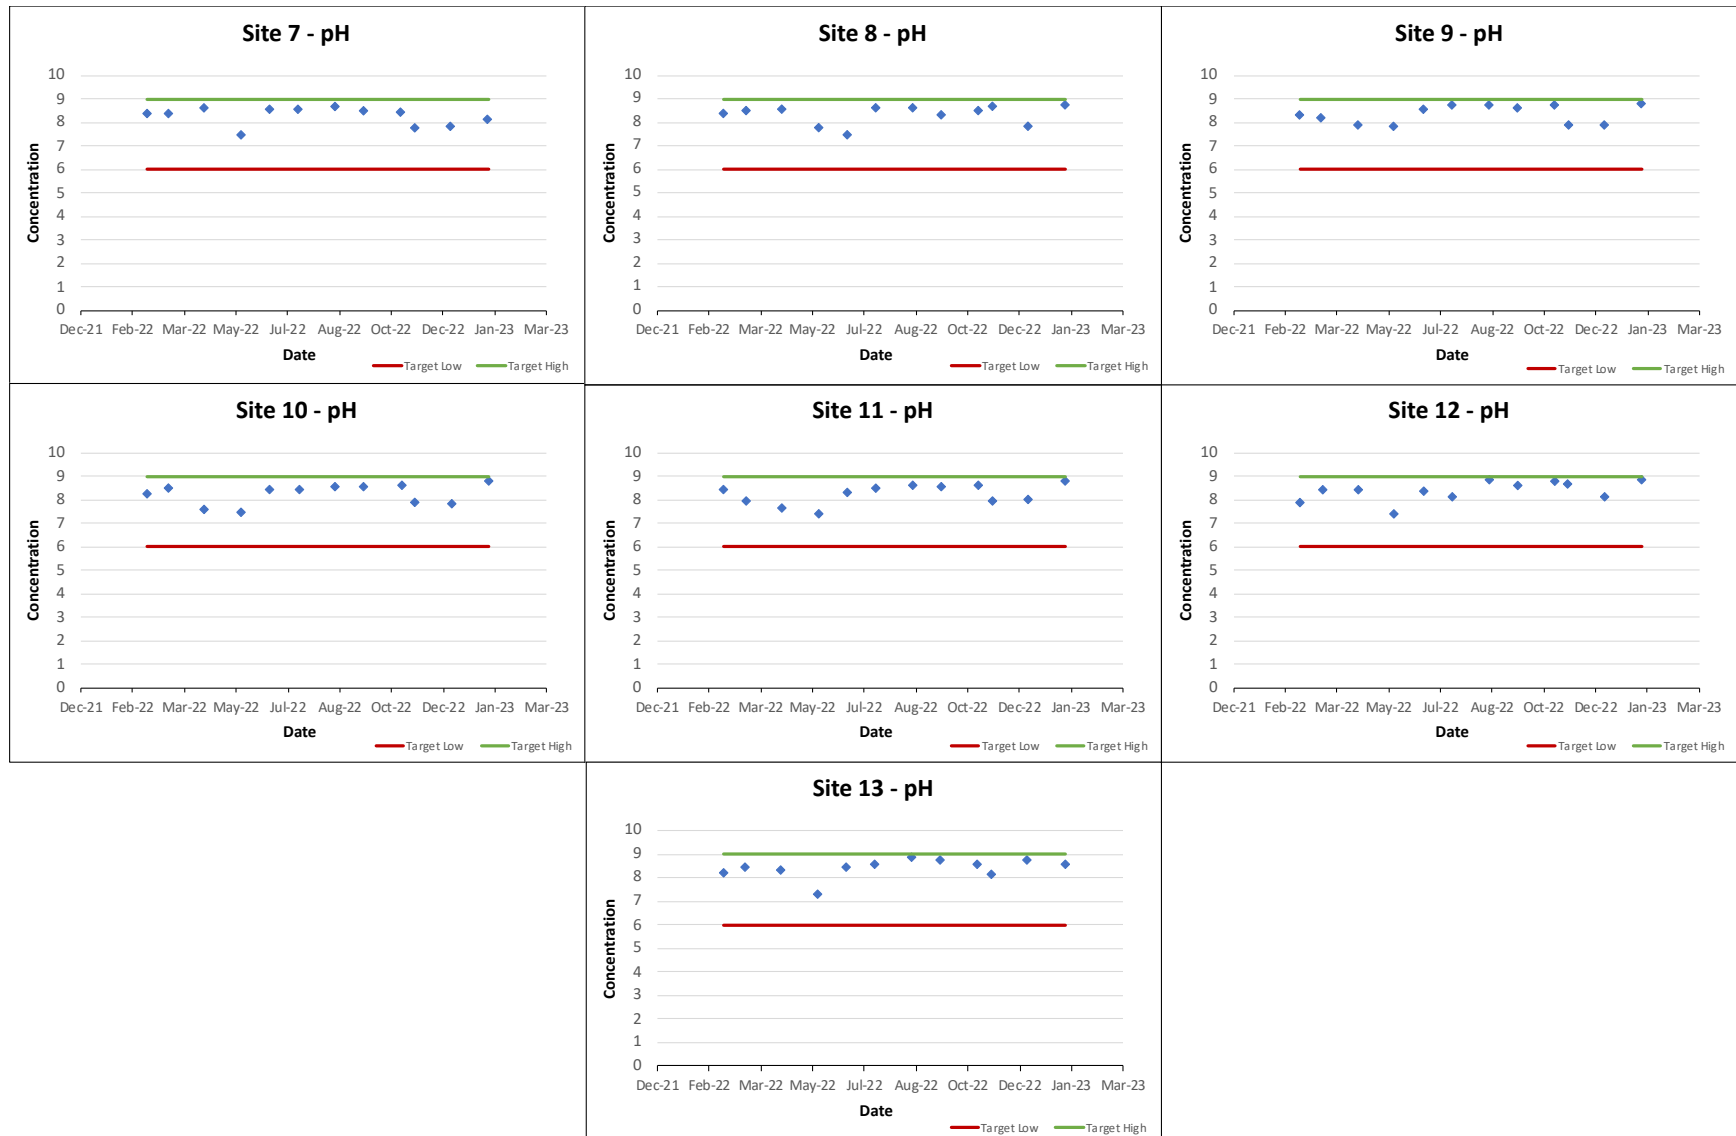 Site 7 - pH
10
9
8
7
6
5
4
3
2
1
0
Concentration
Dec-21 Feb-22 Mar-22 May-22 Jul-22 Aug-22 Oct-22 Dec-22 Jan-23 Mar-23
Date
Target Low Target High
Site 8 - pH
10
9
8
7
6
5
4
3
2
1
0
Concentration
Dec-21 Feb-22 Mar-22 May-22 Jul-22 Aug-22 Oct-22 Dec-22 Jan-23 Mar-23
Date
Target Low Target High
Site 9 - pH
10
9
8
7
6
5
4
3
2
1
0
Concentration
Dec-21 Feb-22 Mar-22 May-22 Jul-22 Aug-22 Oct-22 Dec-22 Jan-23 Mar-23
Date
Target Low Target High
Site 10 - pH
10
9
8
7
6
5
4
3
2
1
0
Concentration
Dec-21 Feb-22 Mar-22 May-22 Jul-22 Aug-22 Oct-22 Dec-22 Jan-23 Mar-23
Date
Target Low Target High
Site 11 - pH
10
9
8
7
6
5
4
3
2
1
0
Concentration
Dec-21 Feb-22 Mar-22 May-22 Jul-22 Aug-22 Oct-22 Dec-22 Jan-23 Mar-23
Date
Target Low Target High
Site 12 - pH
10
9
8
7
6
5
4
3
2
1
0
Concentration
Dec-21 Feb-22 Mar-22 May-22 Jul-22 Aug-22 Oct-22 Dec-22 Jan-23 Mar-23
Date
Target Low Target High
Site 13 - pH
10
9
8
7
6
5
4
3
2
1
0
Concentration
Dec-21 Feb-22 Mar-22 May-22 Jul-22 Aug-22 Oct-22 Dec-22 Jan-23 Mar-23
Date
Target Low Target High